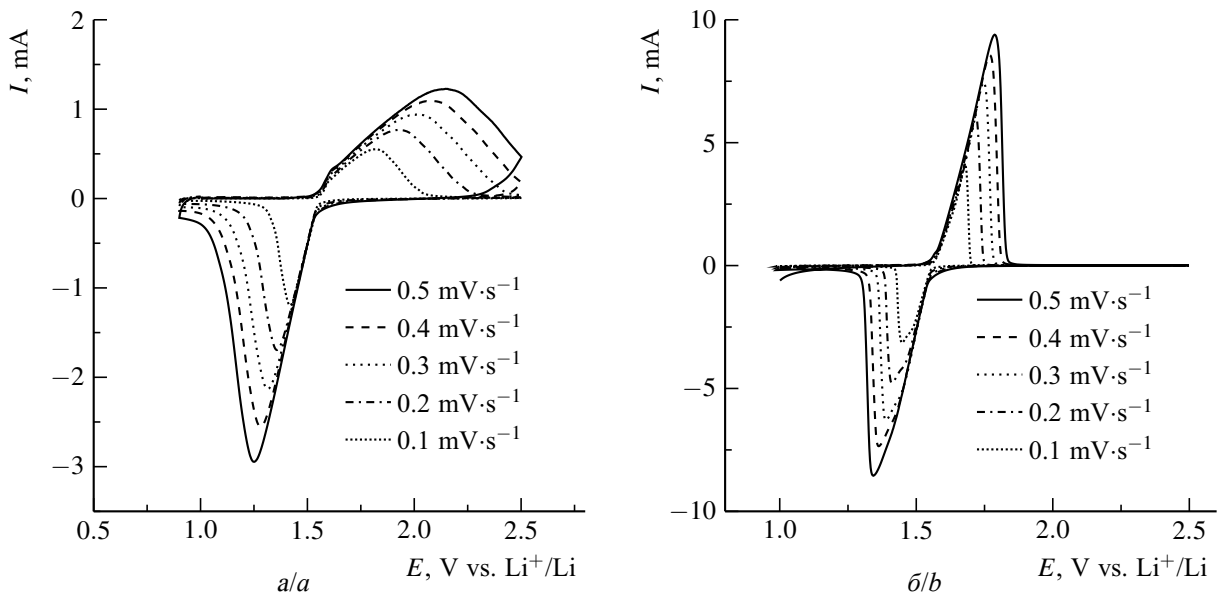 I, mA
2
1
0
−1
−2
−3
0.5
1.0
1.5
2.0
2.5
0.5 mV·s⁻¹
0.4 mV·s⁻¹
0.3 mV·s⁻¹
0.2 mV·s⁻¹
0.1 mV·s⁻¹
E, V vs. Li⁺/Li
а/a
I, mA
10
5
0
−5
−10
1.0
1.5
2.0
2.5
0.5 mV·s⁻¹
0.4 mV·s⁻¹
0.3 mV·s⁻¹
0.2 mV·s⁻¹
0.1 mV·s⁻¹
E, V vs. Li⁺/Li
б/b